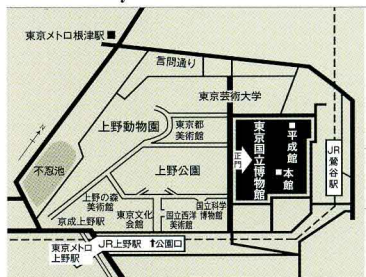 東京メトロ根津駅
言問通り
東京芸術大学
上野動物園
東京都
美術館
不忍池
上野公園
正門
東京国立博物館
平成館
本館
JR
鶯谷駅
上野の森
美術館
京成上野駅
東京文化
会館
国立西洋
美術館
国立科学
博物館
東京メトロ
上野駅
JR上野駅
↑公園口